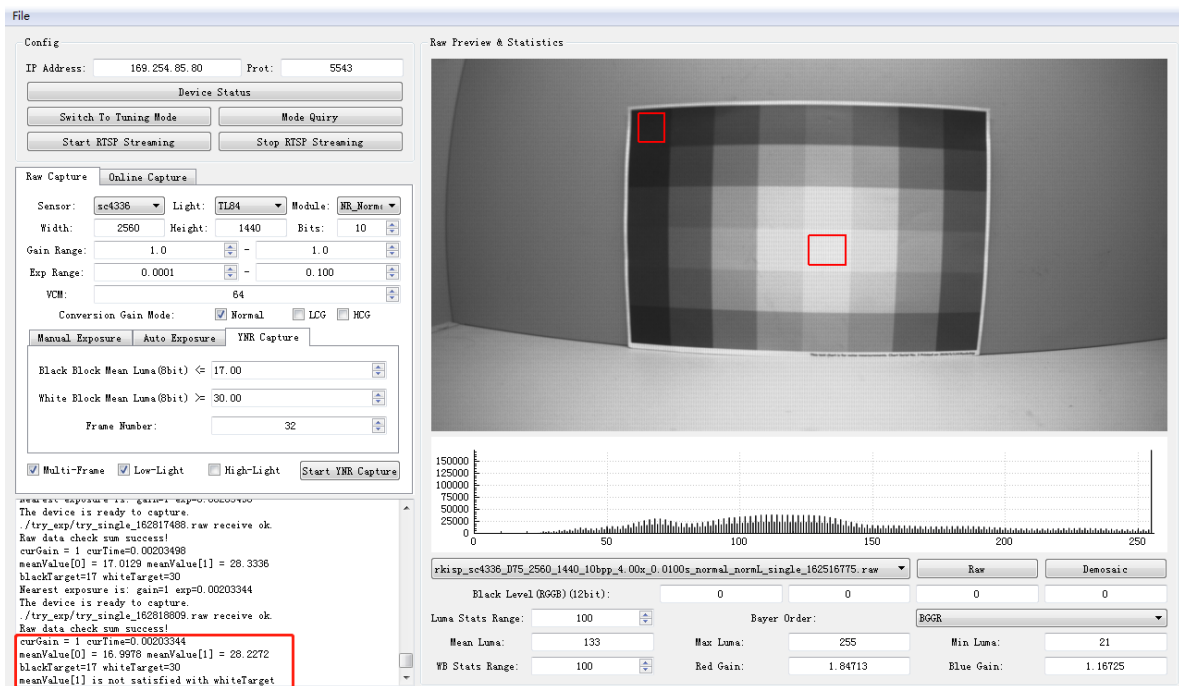 File
Config
IP Address: 169.254.85.80 Prot: 5543
Device Status
Switch To Tuning Mode Mode Quiry
Start RTSP Streaming Stop RTSP Streaming
Raw Capture Online Capture
Sensor: sc4336 Light: TL84 Module: NR_Norm
Width: 2560 Height: 1440 Bits: 10
Gain Range: 1.0 - 1.0
Exp Range: 0.0001 - 0.100
VCM: 64
Conversion Gain Mode: Normal LCG HCG
Manual Exposure Auto Exposure YNR Capture
Black Block Mean Luma(8bit) <= 17.00
White Block Mean Luma(8bit) >= 30.00
Frame Number: 32
Multi-Frame Low-Light High-Light Start YNR Capture
Nearest exposure is: gain=1 exp=0.00203498
The device is ready to capture.
./try_exp/try_single_162817488.raw receive ok.
Raw data check sum success!
curGain = 1 curTime=0.00203498
meanValue[0] = 17.0129 meanValue[1] = 28.3336
blackTarget=17 whiteTarget=30
Nearest exposure is: gain=1 exp=0.00203344
The device is ready to capture.
./try_exp/try_single_162818809.raw receive ok.
Raw data check sum success!
curGain = 1 curTime=0.00203344
meanValue[0] = 16.9978 meanValue[1] = 28.2272
blackTarget=17 whiteTarget=30
meanValue[1] is not satisfied with whiteTarget
Raw Preview & Statistics
150000
125000
100000
75000
50000
25000
0
0 50 100 150 200 250
rkisp_sc4336_D75_2560_1440_10bpp_4.00x_0.0100s_normal_normL_single_162516775.raw Raw Demosaic
Black Level(RGGB)(12bit): 0 0 0 0
Luma Stats Range: 100 Bayer Order: BGGR
Mean Luma: 133 Max Luma: 255 Min Luma: 21
WB Stats Range: 100 Red Gain: 1.84713 Blue Gain: 1.16725